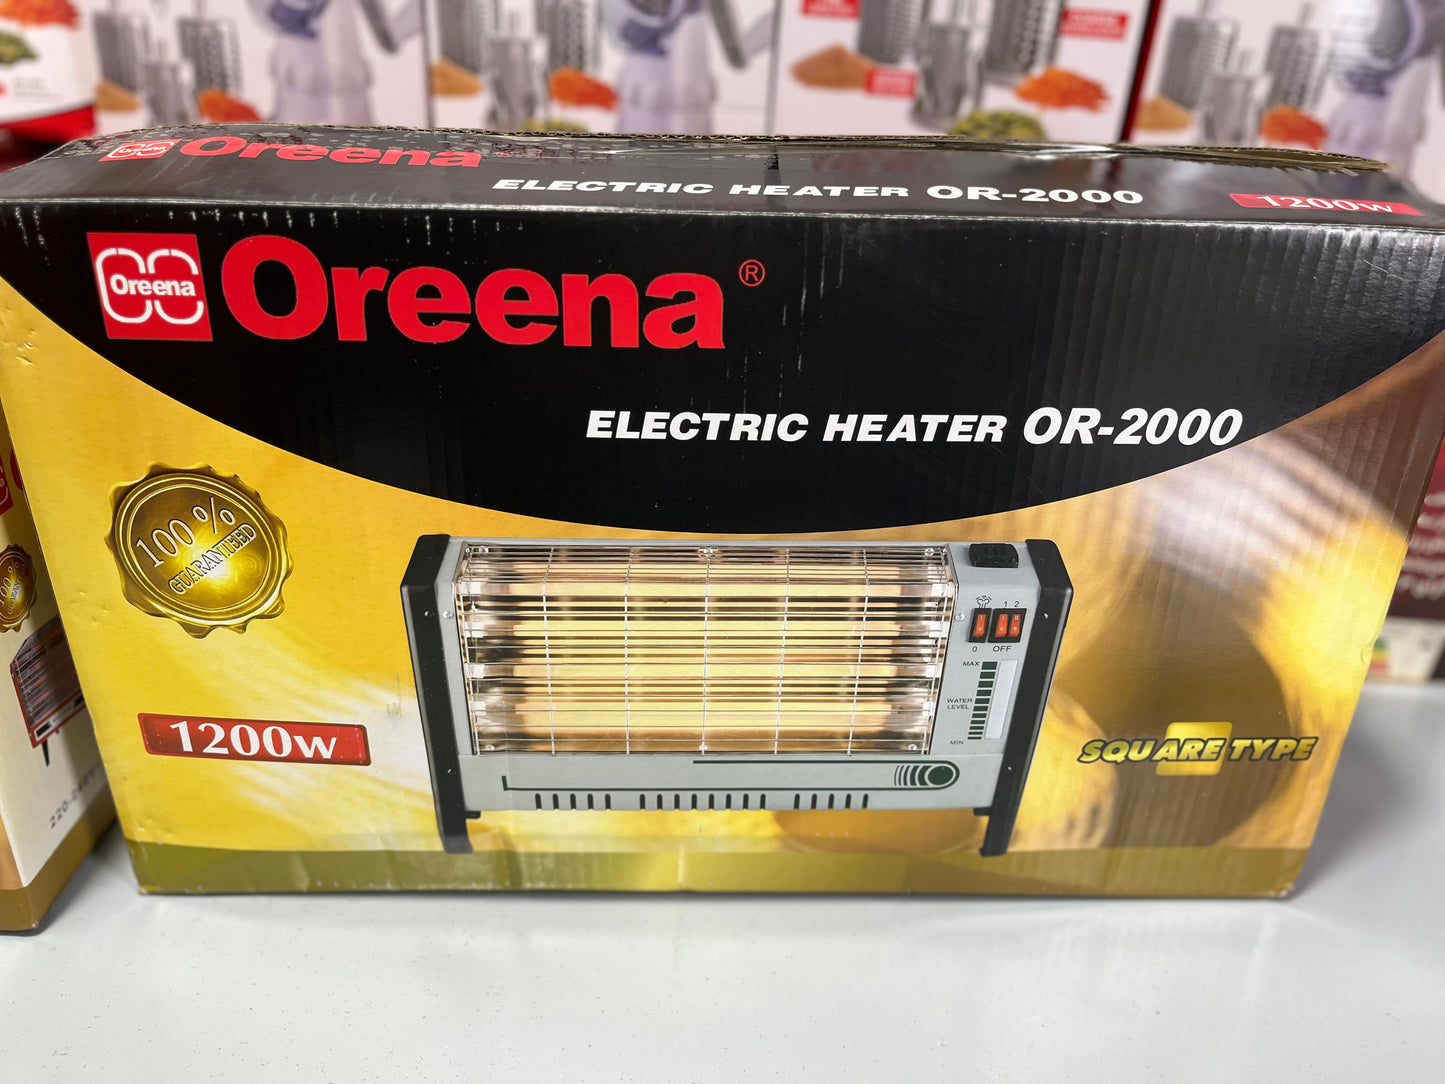 Oreena
ELECTRIC HEATER OR-2000
1200w
Oreena
Oreena®
ELECTRIC HEATER OR-2000
100 %
GUARANTEED
1 2
0 OFF
MAX
WATER
LEVEL
MIN
1200w
SQUARE TYPE